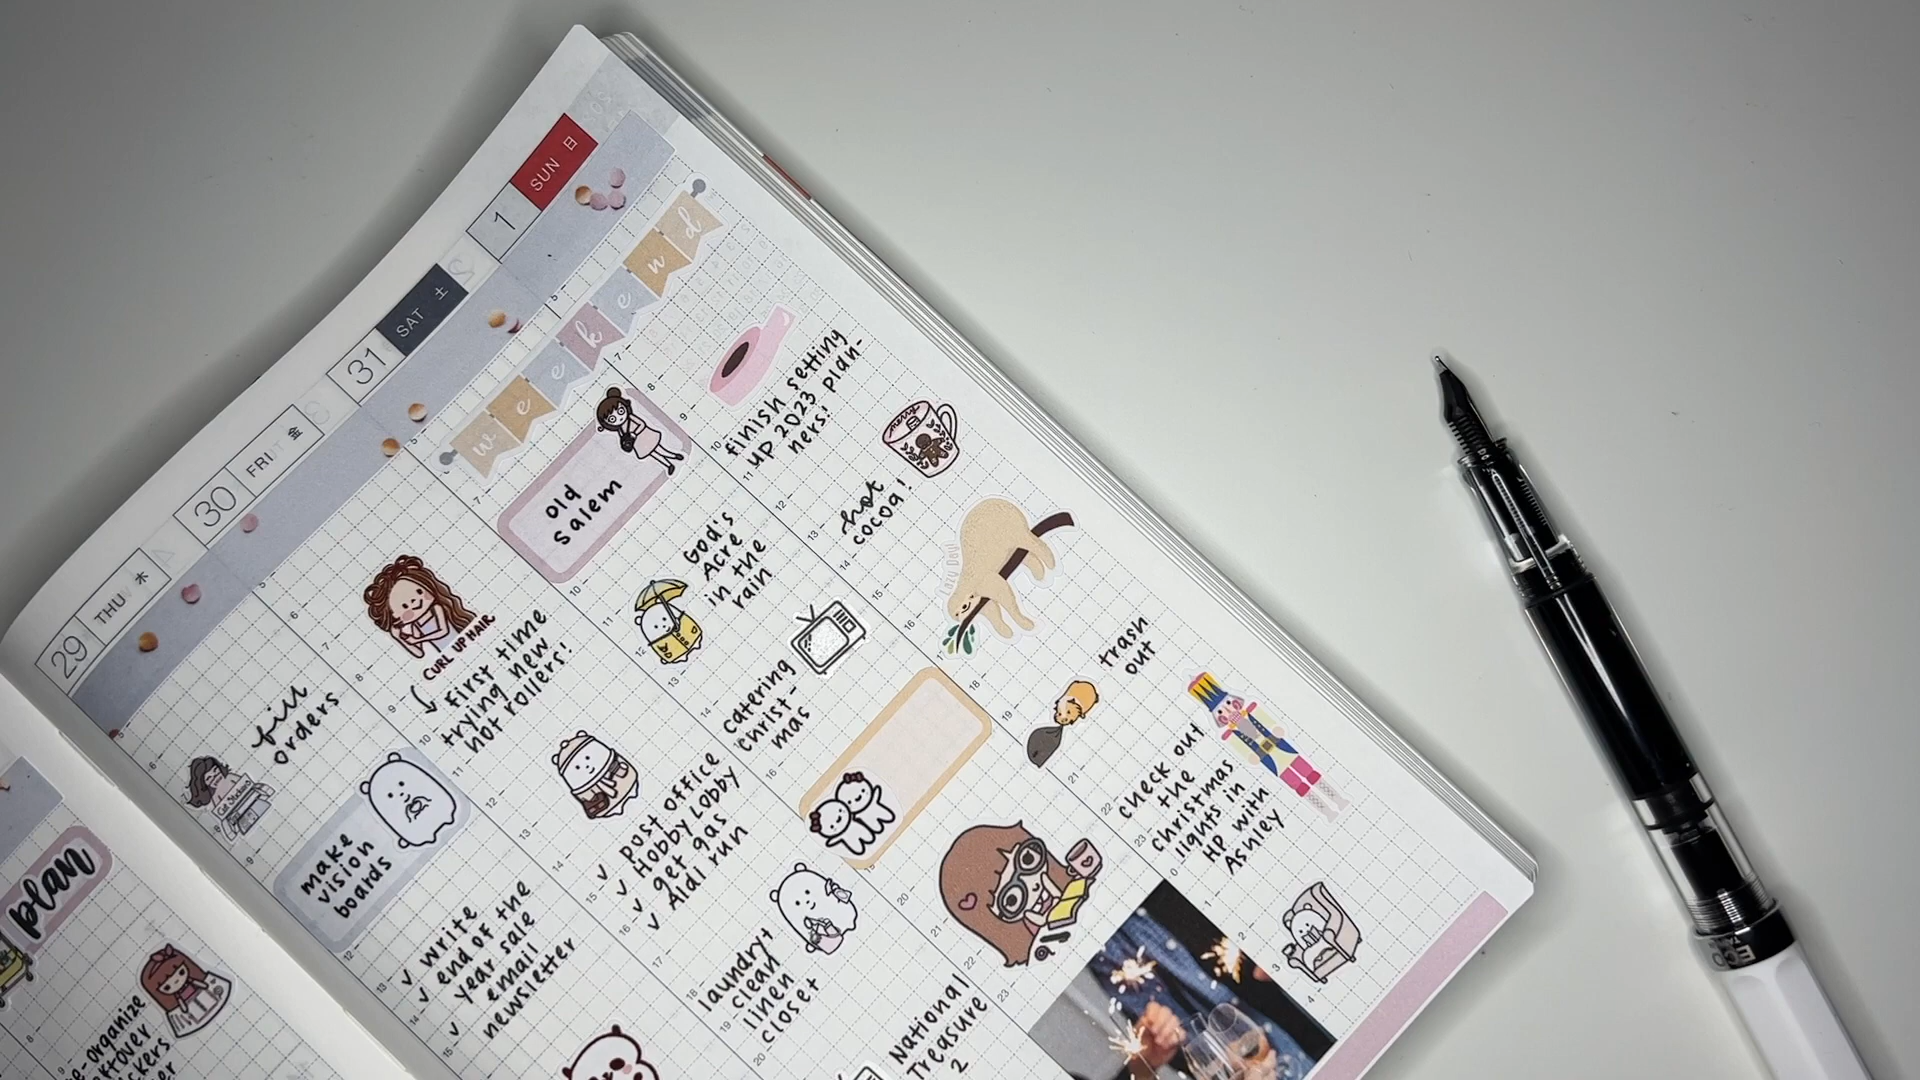 29
THU 木
30
FRI 金
31
SAT 土
1
SUN 日
weekend
plan
fill
orders
make
vision
boards
✓ write
✓ end of the
year sale
email
✓ newsletter
CURL UP HAIR
first time
trying new
hot rollers!
✓ post office
✓ Hobby Lobby
✓ get gas
✓ Aldi run
laundry +
clean
linen
closet
old
salem
God's
Acre
in the
rain
catering
christ-
mas
National
Treasure
2
finish setting
up 2023 plan-
ners!
merry
hot
cocoa!
trash
out
check out
the
christmas
lights in
HP with
Ashley
ECO